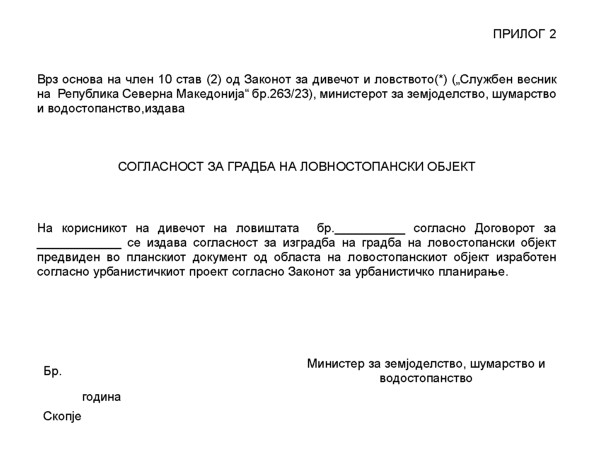 ПРИЛОГ 2
Врз основа на член 10 став (2) од Законот за дивечот и ловството(*) („Службен весник
на Република Северна Македонија“ бр.263/23), министерот за земјоделство, шумарство
и водостопанство,издава
СОГЛАСНОСТ ЗА ГРАДБА НА ЛОВНОСТОПАНСКИ ОБЈЕКТ
На корисникот на дивечот на ловиштата бр.__________ согласно Договорот за
____________ се издава согласност за изградба на градба на ловостопански објект
предвиден во планскиот документ од областа на ловостопанскиот објект изработен
согласно урбанистичкиот проект согласно Законот за урбанистичко планирање.
Министер за земјоделство, шумарство и
водостопанство
Бр.
година
Скопје